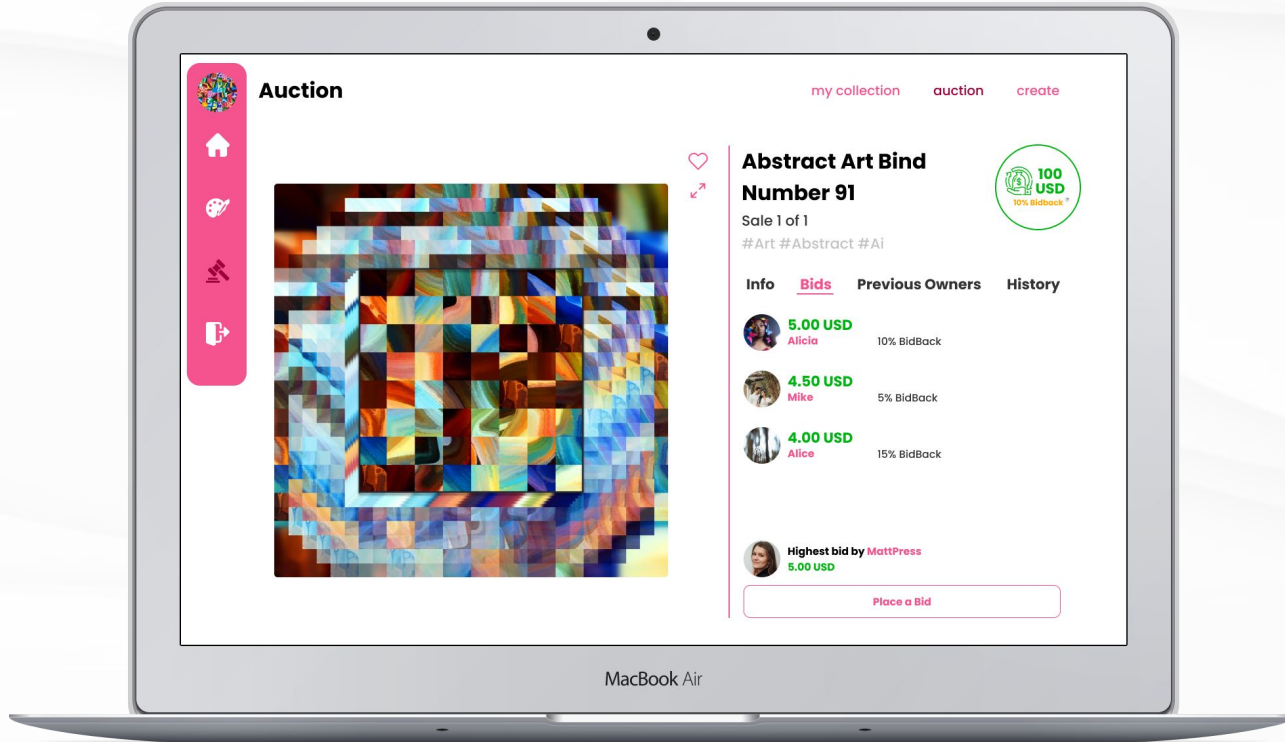 Auction
my collection auction create
Abstract Art Bind
Number 91
100
USD
10% Bidback
Sale 1 of 1
#Art #Abstract #Ai
Info Bids Previous Owners History
5.00 USD
Alicia 10% BidBack
4.50 USD
Mike 5% BidBack
4.00 USD
Alice 15% BidBack
Highest bid by MattPress
5.00 USD
Place a Bid
MacBook Air